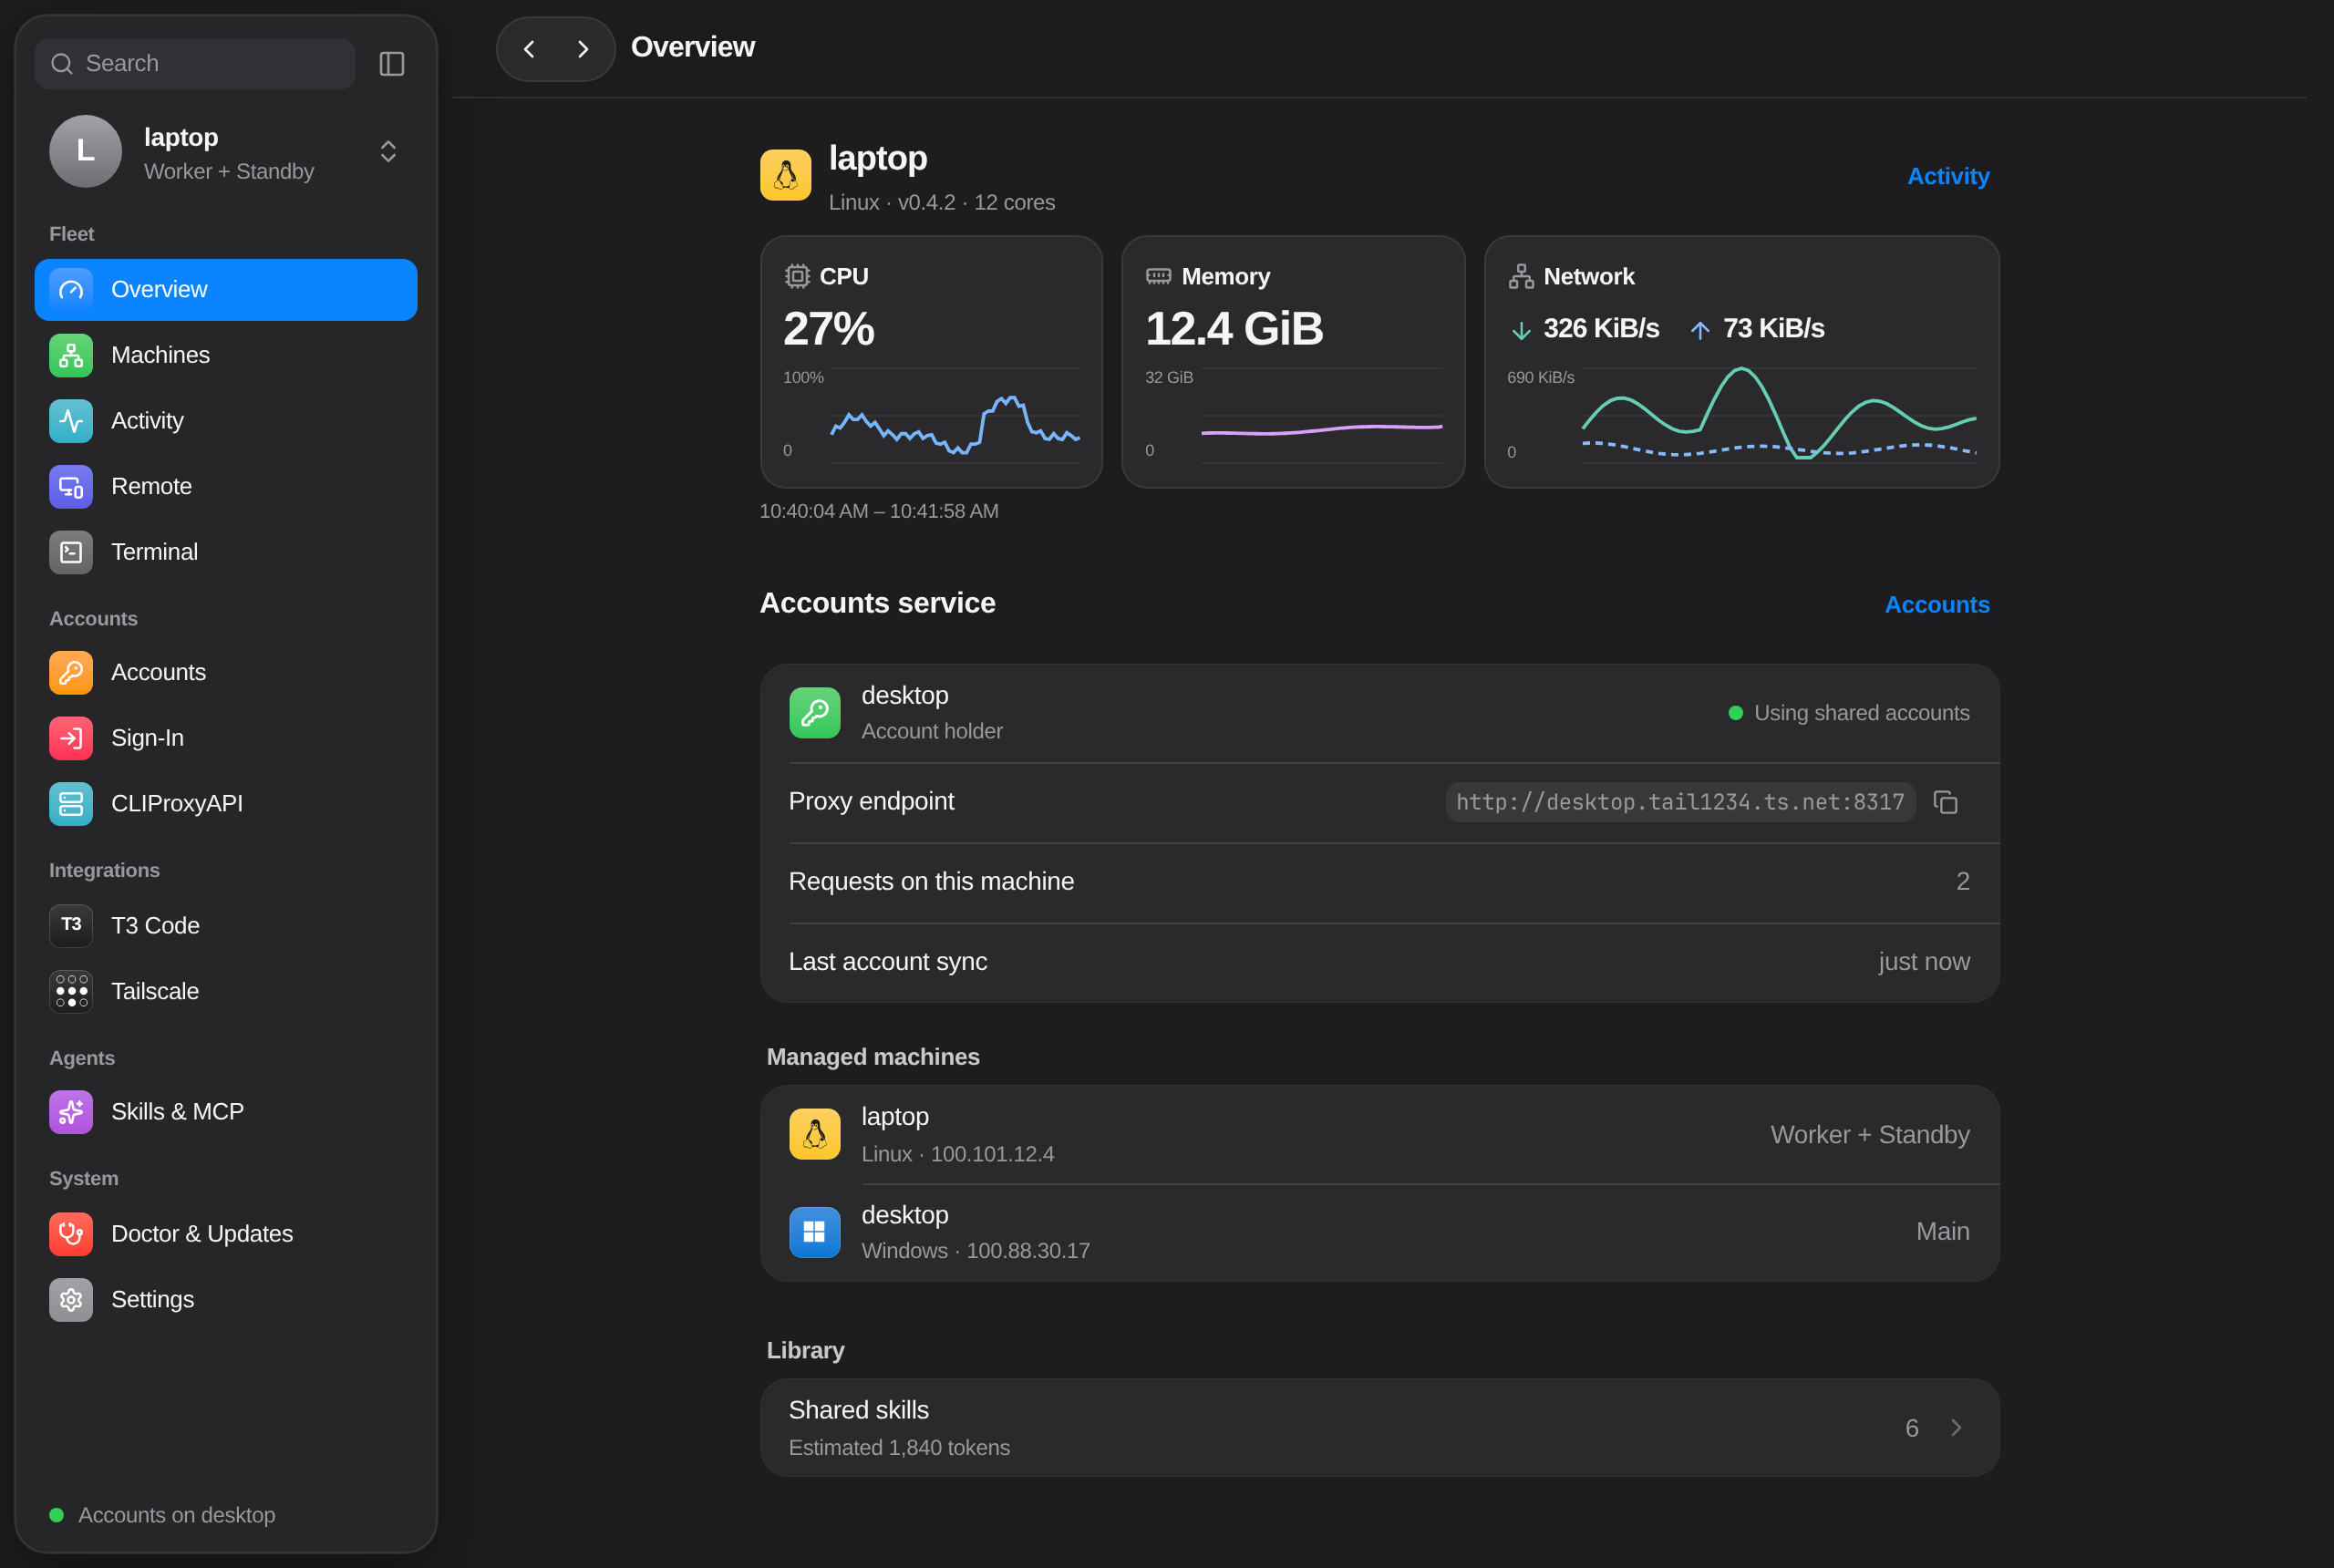 Search
L
laptop
Worker + Standby
Fleet
Overview
Machines
Activity
Remote
Terminal
Accounts
Accounts
Sign-In
CLIProxyAPI
Integrations
T3
T3 Code
Tailscale
Agents
Skills & MCP
System
Doctor & Updates
Settings
Accounts on desktop
Overview
laptop
Linux · v0.4.2 · 12 cores
Activity
CPU
27%
100%
0
Memory
12.4 GiB
32 GiB
0
Network
326 KiB/s
73 KiB/s
690 KiB/s
0
10:40:04 AM – 10:41:58 AM
Accounts service
Accounts
desktop
Account holder
Using shared accounts
Proxy endpoint
http://desktop.tail1234.ts.net:8317
Requests on this machine
2
Last account sync
just now
Managed machines
laptop
Linux · 100.101.12.4
Worker + Standby
desktop
Windows · 100.88.30.17
Main
Library
Shared skills
Estimated 1,840 tokens
6